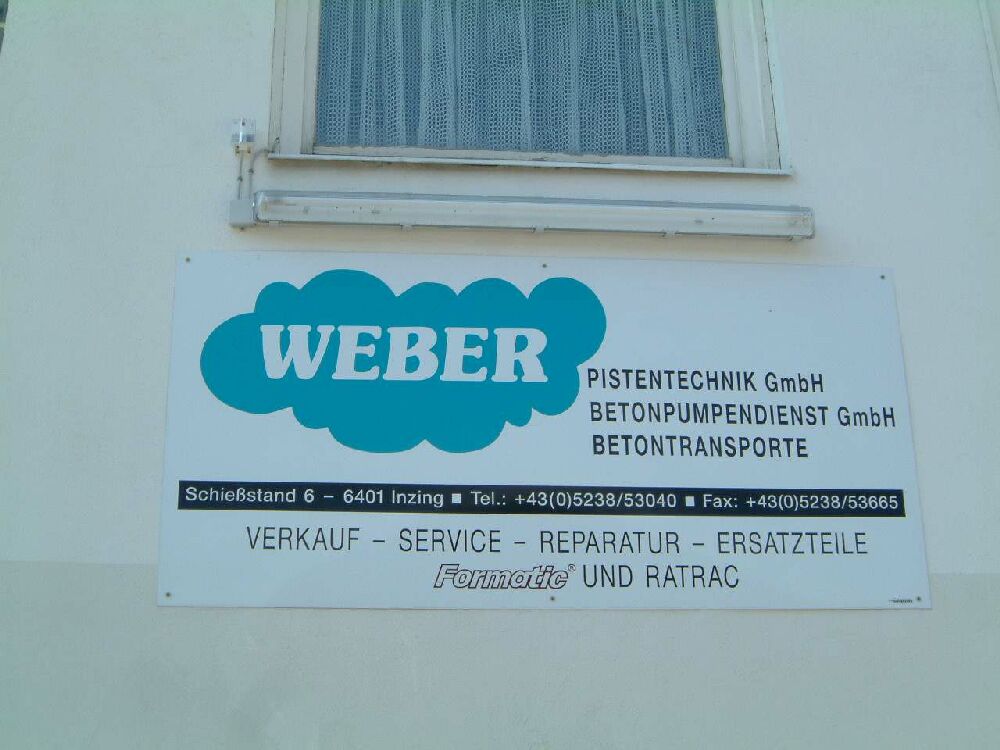 WEBER
PISTENTECHNIK GmbH
BETONPUMPENDIENST GmbH
BETONTRANSPORTE
Schießstand 6 – 6401 Inzing ■ Tel.: +43(0)5238/53040 ■ Fax: +43(0)5238/53665
VERKAUF – SERVICE – REPARATUR – ERSATZTEILE
Formatic® UND RATRAC